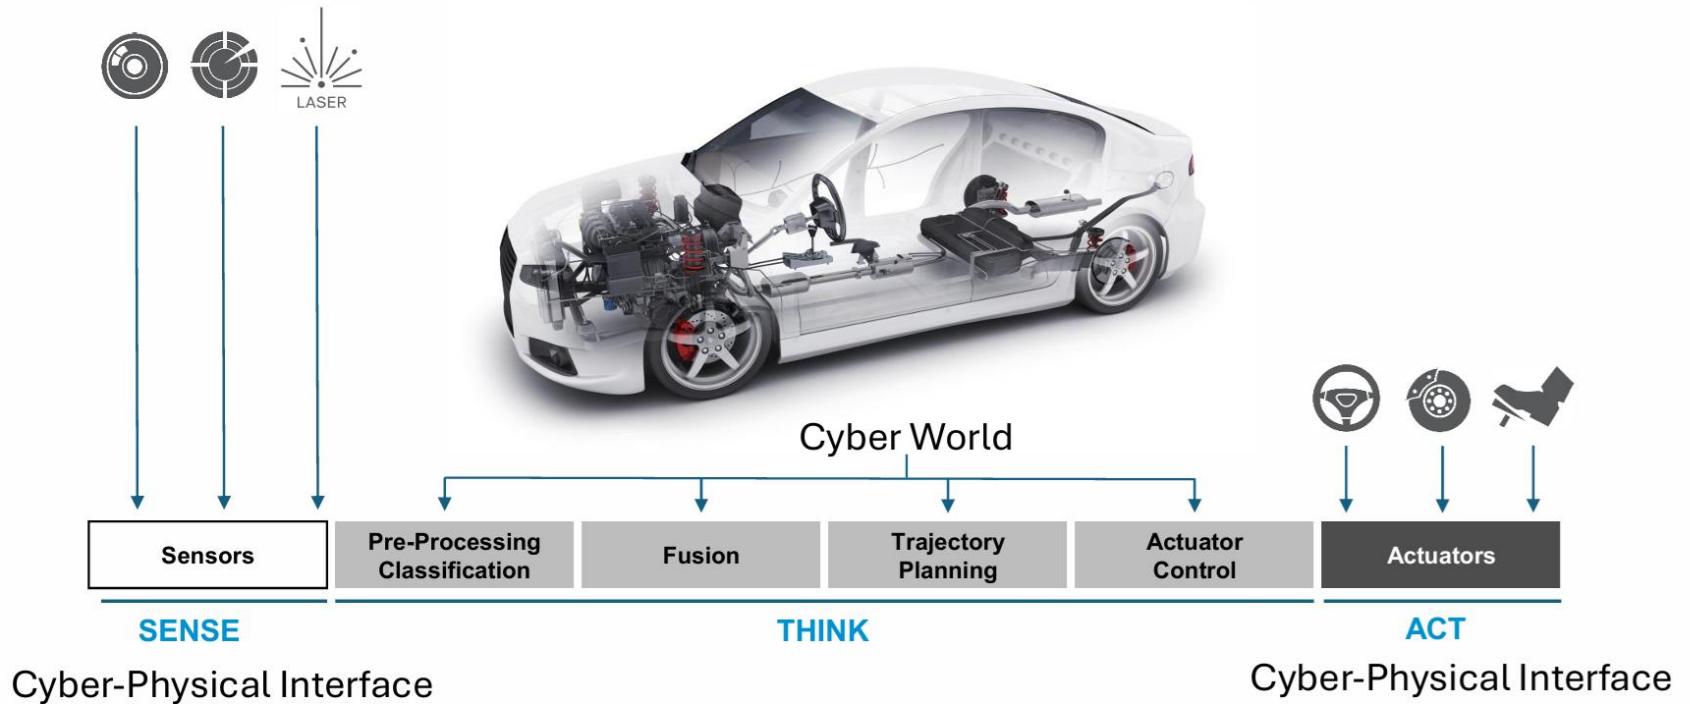 LASER
Cyber World
Sensors
Pre-Processing
Classification
Fusion
Trajectory
Planning
Actuator
Control
Actuators
SENSE
THINK
ACT
Cyber-Physical Interface
Cyber-Physical Interface